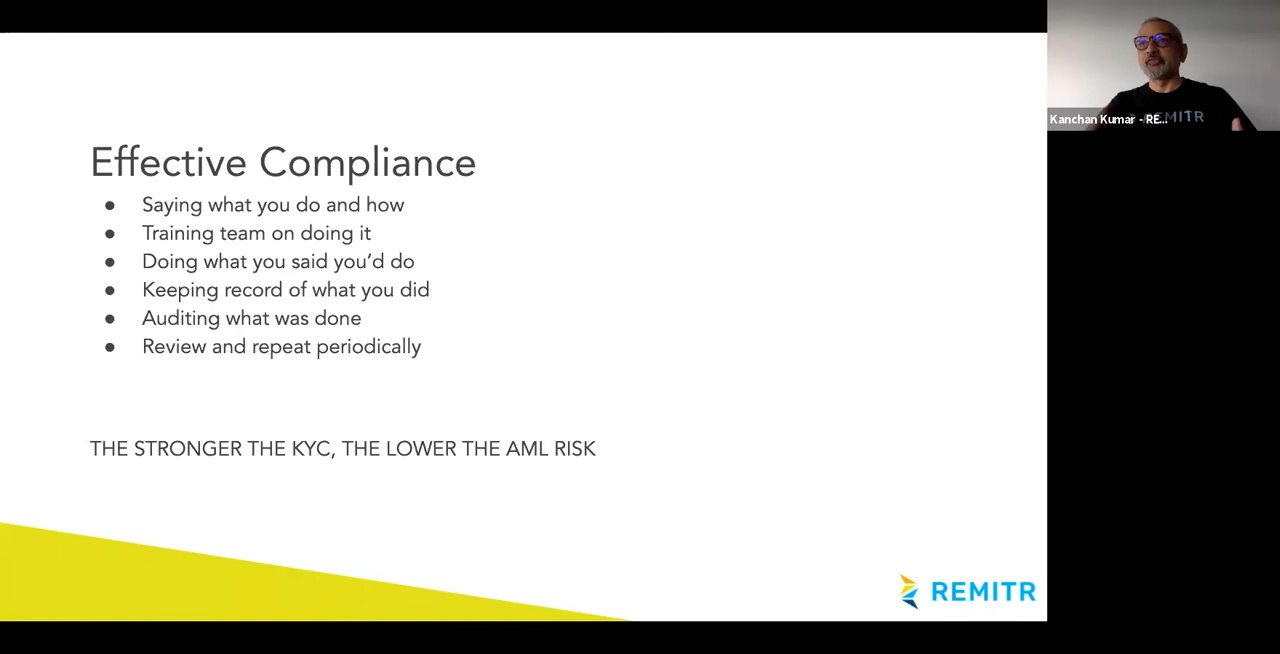 Effective Compliance
● Saying what you do and how
● Training team on doing it
● Doing what you said you’d do
● Keeping record of what you did
● Auditing what was done
● Review and repeat periodically
THE STRONGER THE KYC, THE LOWER THE AML RISK
REMITR
REMITR
Kanchan Kumar - RE...